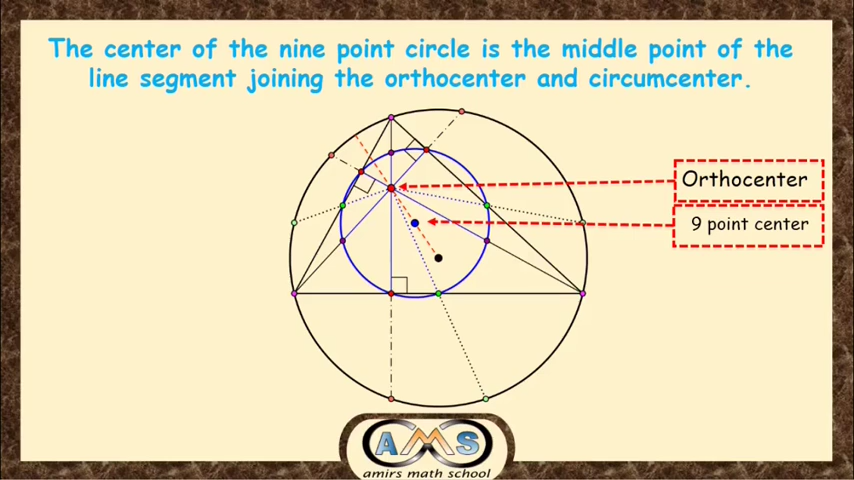 The center of the nine point circle is the middle point of the
line segment joining the orthocenter and circumcenter.
Orthocenter
9 point center
AMS
amirs math school